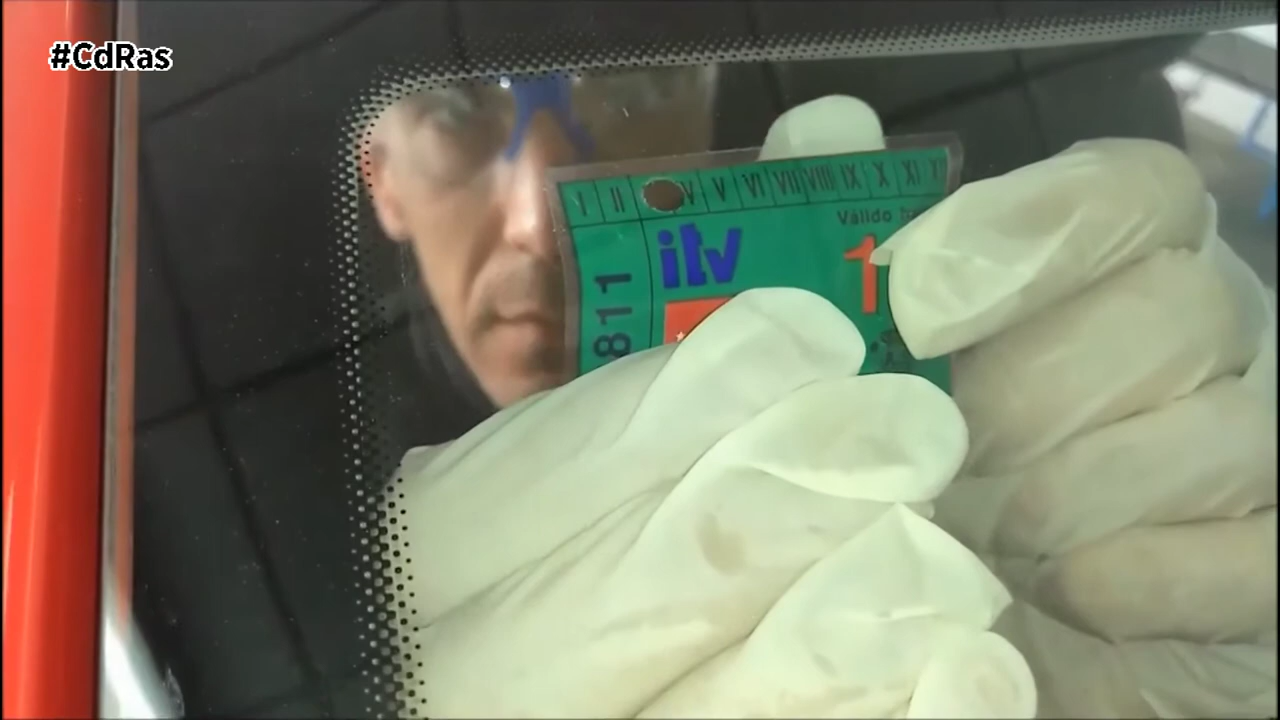 #CdRas
I II V VI VII VIII IX X XI
Válido
itv
1
811